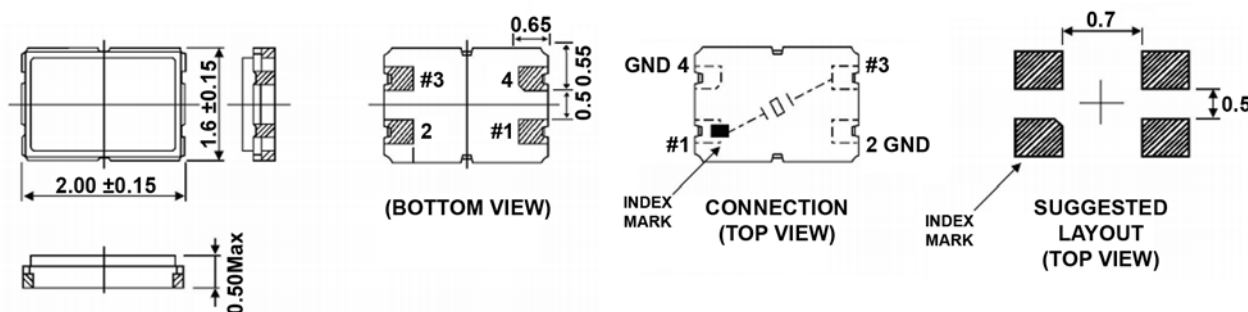 1.6 ±0.15
2.00 ±0.15
0.50Max
0.65
0.55
0.5
#3
4
2
#1
(BOTTOM VIEW)
GND 4
#3
#1
2 GND
INDEX
MARK
CONNECTION
(TOP VIEW)
0.7
0.5
INDEX
MARK
SUGGESTED
LAYOUT
(TOP VIEW)